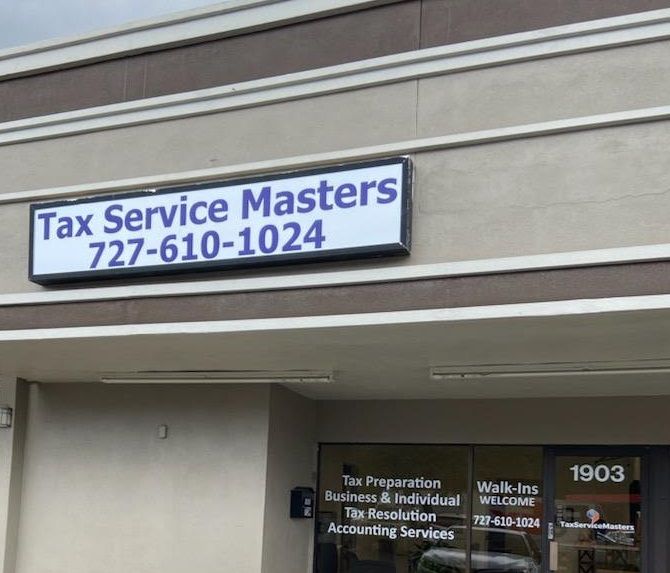 Tax Service Masters
727-610-1024
Tax Preparation
Business & Individual
Tax Resolution
Accounting Services
Walk-Ins
WELCOME
727-610-1024
1903
TaxServiceMasters